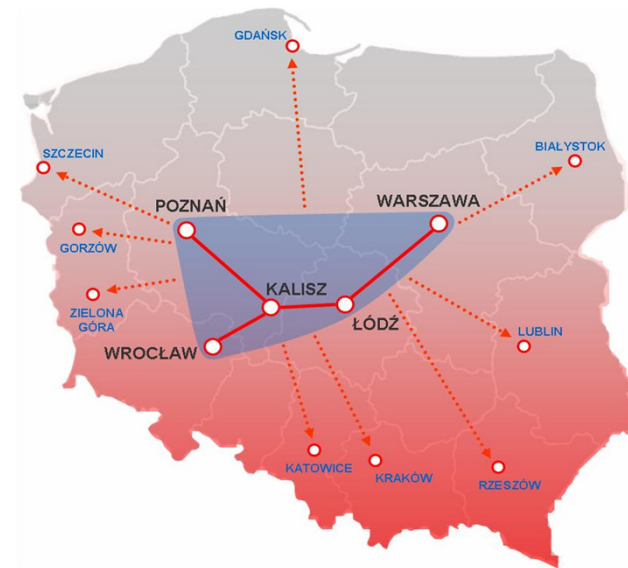 GDAŃSK
SZCZECIN
BIAŁYSTOK
POZNAŃ
WARSZAWA
GORZÓW
KALISZ
ZIELONA
GÓRA
ŁÓDŹ
LUBLIN
WROCŁAW
KATOWICE
KRAKÓW
RZESZÓW